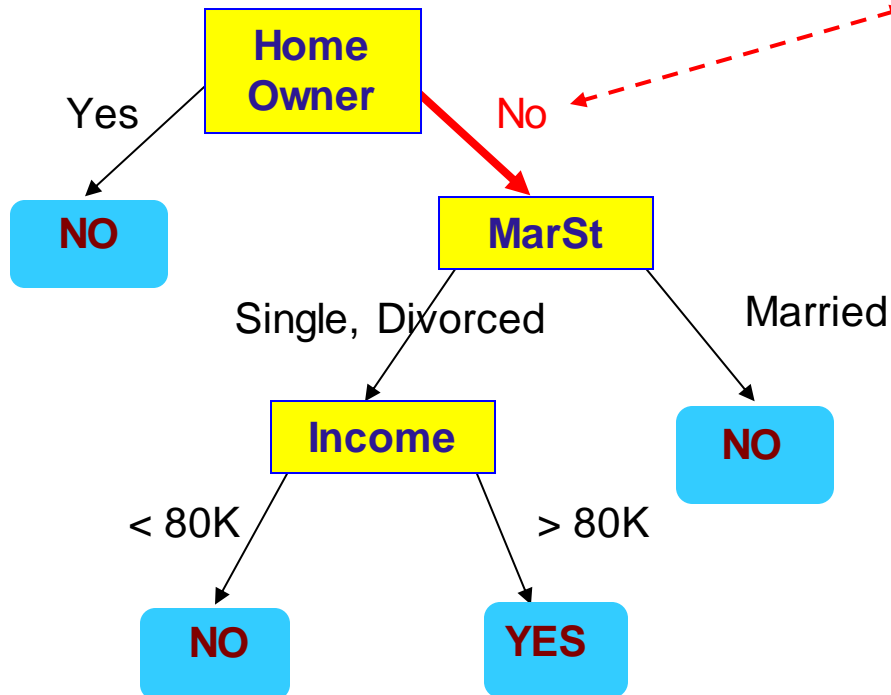 Home
Owner
Yes
No
NO
MarSt
Single, Divorced
Married
Income
NO
< 80K
> 80K
NO
YES